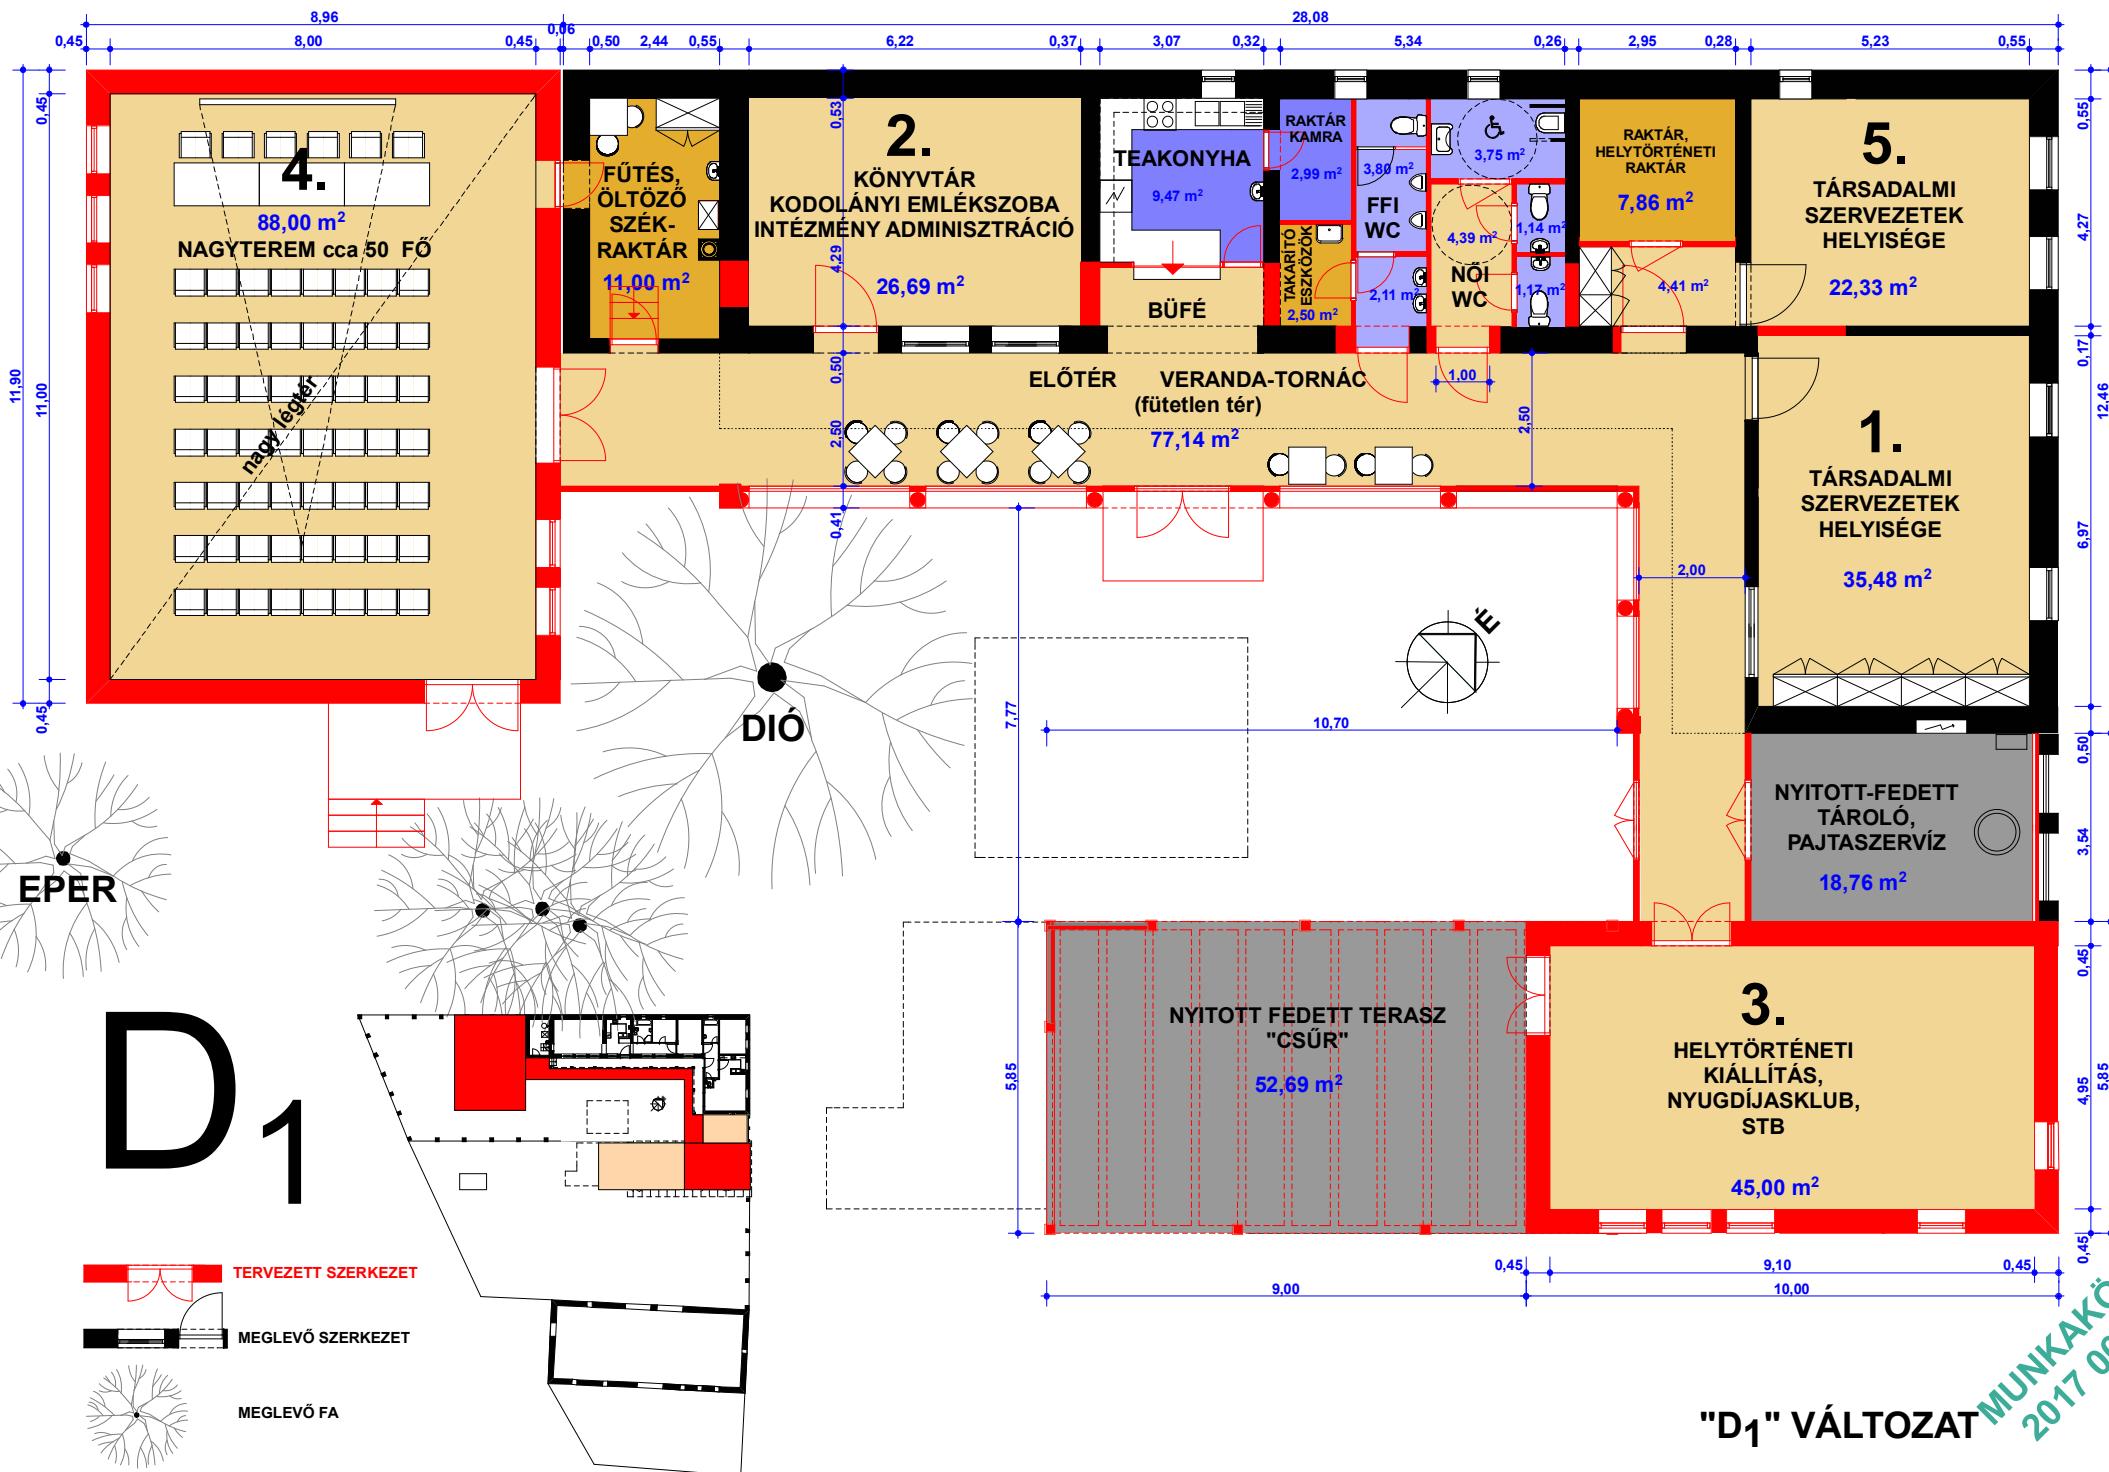 8,96
28,08
0,45
8,00
0,45
0,06
0,50
2,44
0,55
6,22
0,37
3,07
0,32
5,34
0,26
2,95
0,28
5,23
0,55
11,90
0,45
11,00
0,45
4.
88,00 m²
NAGYTEREM cca 50 FŐ
nagy légtér
FŰTÉS,
ÖLTÖZŐ
SZÉK-
RAKTÁR
11,00 m²
0,53
4,29
0,50
2,50
0,41
2.
KÖNYVTÁR
KODOLÁNYI EMLÉKSZOBA
INTÉZMÉNY ADMINISZTRÁCIÓ
26,69 m²
TEAKONYHA
9,47 m²
BÜFÉ
RAKTÁR
KAMRA
2,99 m²
TAKARÍTÓ
ESZKÖZÖK
2,50 m²
3,80 m²
FFI
WC
2,11 m²
3,75 m²
4,39 m²
NŐI
WC
1,14 m²
1,17 m²
RAKTÁR,
HELYTÖRTÉNETI
RAKTÁR
7,86 m²
4,41 m²
5.
TÁRSADALMI
SZERVEZETEK
HELYISÉGE
22,33 m²
0,55
4,27
0,17
12,46
6,97
0,50
3,54
0,45
4,95
5,85
0,45
ELŐTÉR
VERANDA-TORNÁC
(fütetlen tér)
77,14 m²
1,00
2,50
1.
TÁRSADALMI
SZERVEZETEK
HELYISÉGE
35,48 m²
2,00
É
10,70
7,77
5,85
DIÓ
EPER
NYITOTT-FEDETT
TÁROLÓ,
PAJTASZERVÍZ
18,76 m²
NYITOTT FEDETT TERASZ
"CSŰR"
52,69 m²
3.
HELYTÖRTÉNETI
KIÁLLÍTÁS,
NYUGDÍJASKLUB,
STB
45,00 m²
0,45
9,10
0,45
9,00
10,00
D1
TERVEZETT SZERKEZET
MEGLEVŐ SZERKEZET
MEGLEVŐ FA
"D1" VÁLTOZAT
MUNKAKÖ
2017